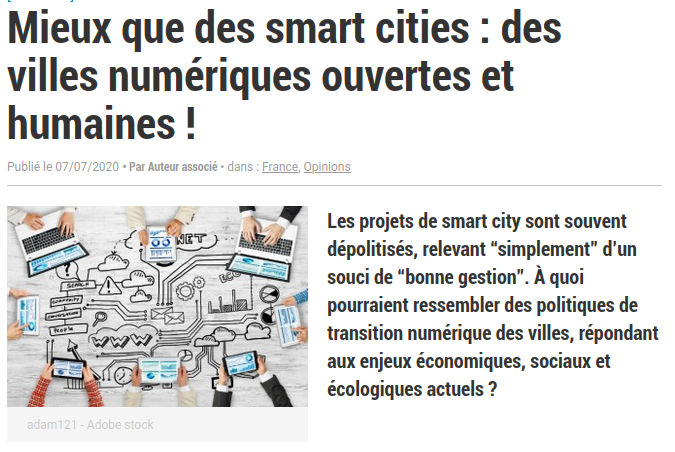 Mieux que des smart cities : des
villes numériques ouvertes et
humaines !
Publié le 07/07/2020 • Par Auteur associé • dans : France, Opinions
Les projets de smart city sont souvent
dépolitisés, relevant “simplement” d’un
souci de “bonne gestion”. À quoi
pourraient ressembler des politiques de
transition numérique des villes, répondant
aux enjeux économiques, sociaux et
écologiques actuels ?
NET
?
SEARCH
ECO
community
conversation
People
WWW
adam121 - Adobe stock